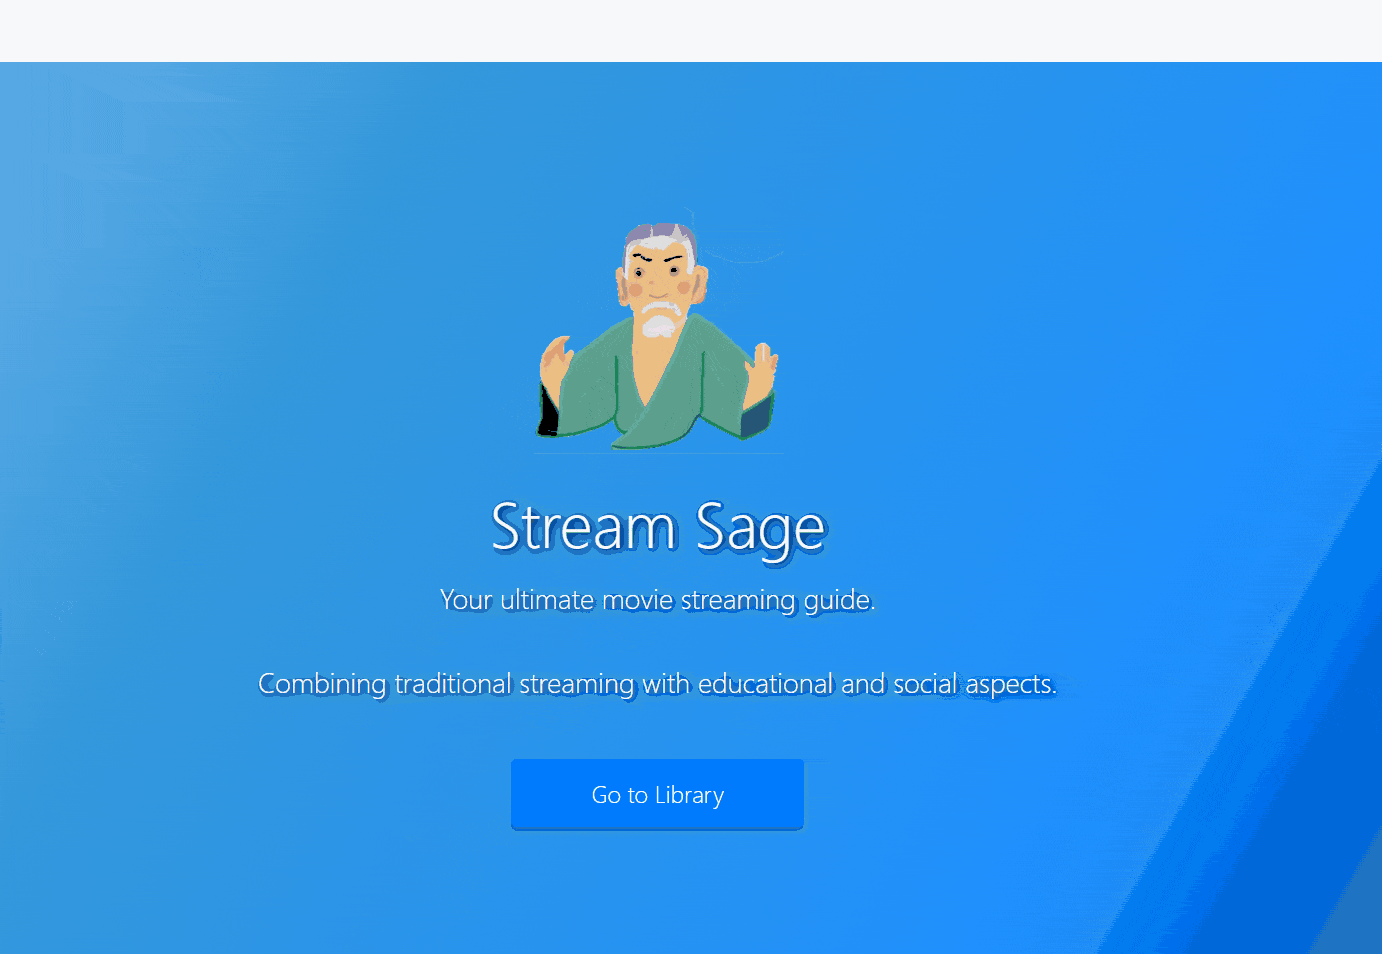 Stream Sage
Your ultimate movie streaming guide.
Combining traditional streaming with educational and social aspects.
Go to Library